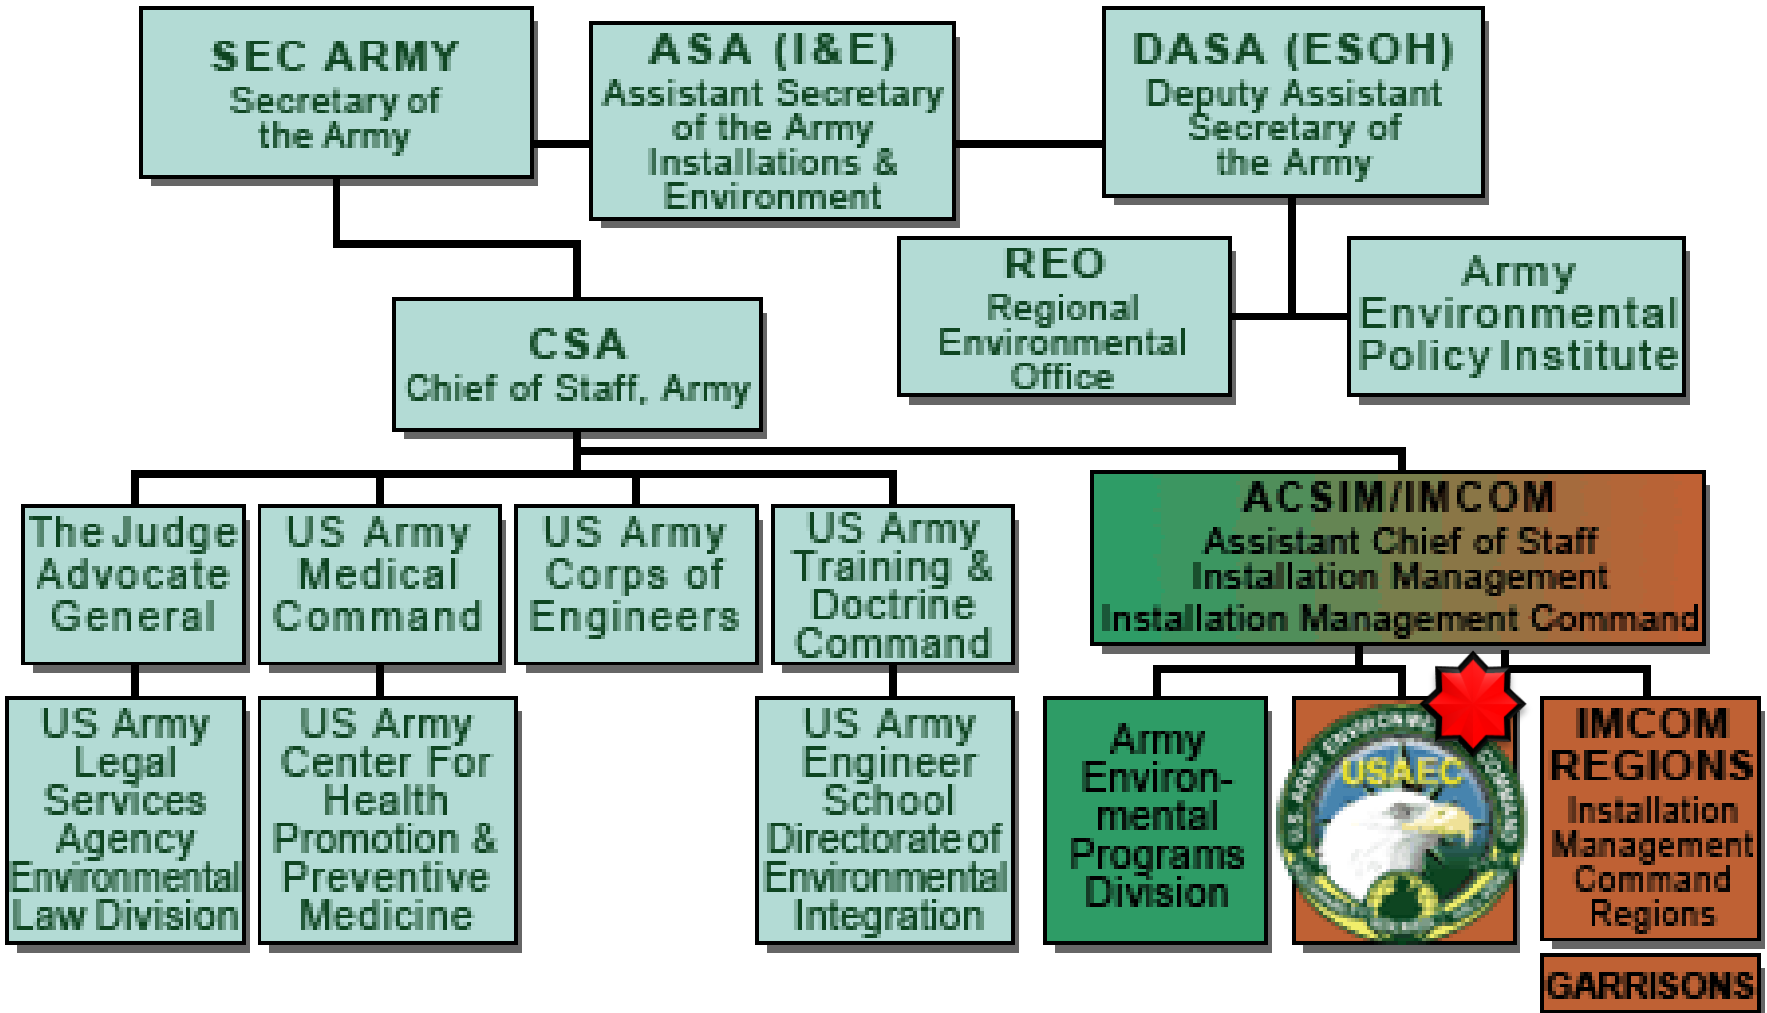 SEC ARMY
Secretary of
the Army
ASA (I&E)
Assistant Secretary
of the Army
Installations &
Environment
DASA (ESOH)
Deputy Assistant
Secretary of
the Army
REO
Regional
Environmental
Office
Army
Environmental
Policy Institute
CSA
Chief of Staff, Army
The Judge
Advocate
General
US Army
Medical
Command
US Army
Corps of
Engineers
US Army
Training &
Doctrine
Command
ACSIM/IMCOM
Assistant Chief of Staff
Installation Management
Installation Management Command
US Army
Legal
Services
Agency
Environmental
Law Division
US Army
Center For
Health
Promotion &
Preventive
Medicine
US Army
Engineer
School
Directorate of
Environmental
Integration
Army
Environ-
mental
Programs
Division
U.S. ARMY COMMAND
USAEC
IMCOM
REGIONS
Installation
Management
Command
Regions
GARRISONS